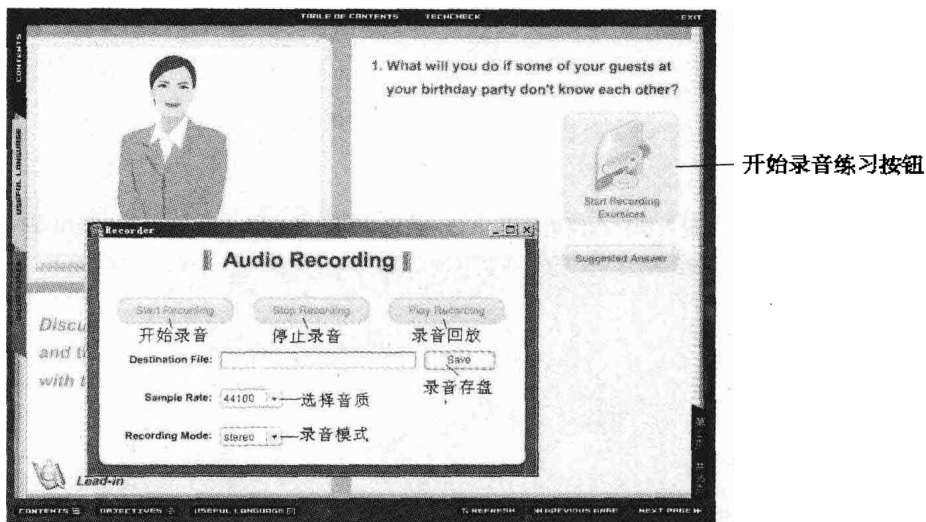 TABLE OF CONTENTS TECHCHECK EXIT
CONTENTS
USEFUL LANGUAGE
1. What will you do if some of your guests at
your birthday party don't know each other?
Start Recording
Exursices
开始录音练习按钮
Suggested Answer
Recorder
Audio Recording
Start Recording Stop Recording Play Recording
开始录音 停止录音 录音回放
Destination File: Save
录音存盘
Sample Rate: 44100 选择音质
Recording Mode: stereo 录音模式
Discu
and th
with t
Lead-in
CONTENTS OBJECTIVES USEFUL LANGUAGE REFRESH PREVIOUS PAGE NEXT PAGE